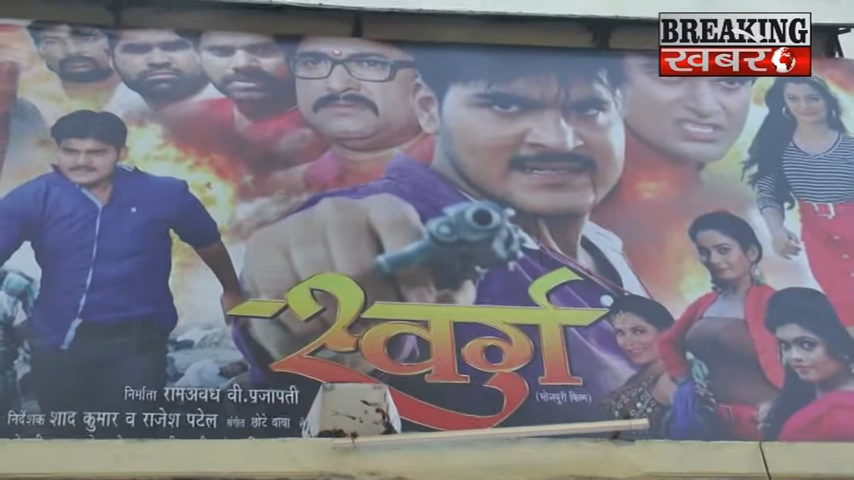 BREAKING
खबर
स्वर्ग
(भोजपुरी फिल्म)
निर्माता रामअवध वी.प्रजापती
निर्देशक शाद कुमार व राजेश पटेल संगीत छोटे बाबा